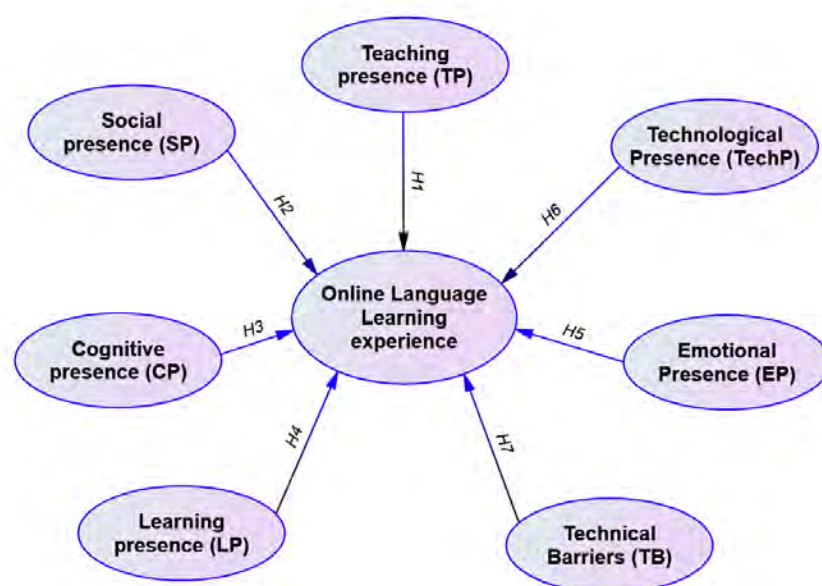 Teaching
presence (TP)
Social
presence (SP)
Technological
Presence (TechP)
H1
H2
H6
Online Language
Learning
experience
H3
H5
Cognitive
presence (CP)
Emotional
Presence (EP)
H4
H7
Learning
presence (LP)
Technical
Barriers (TB)